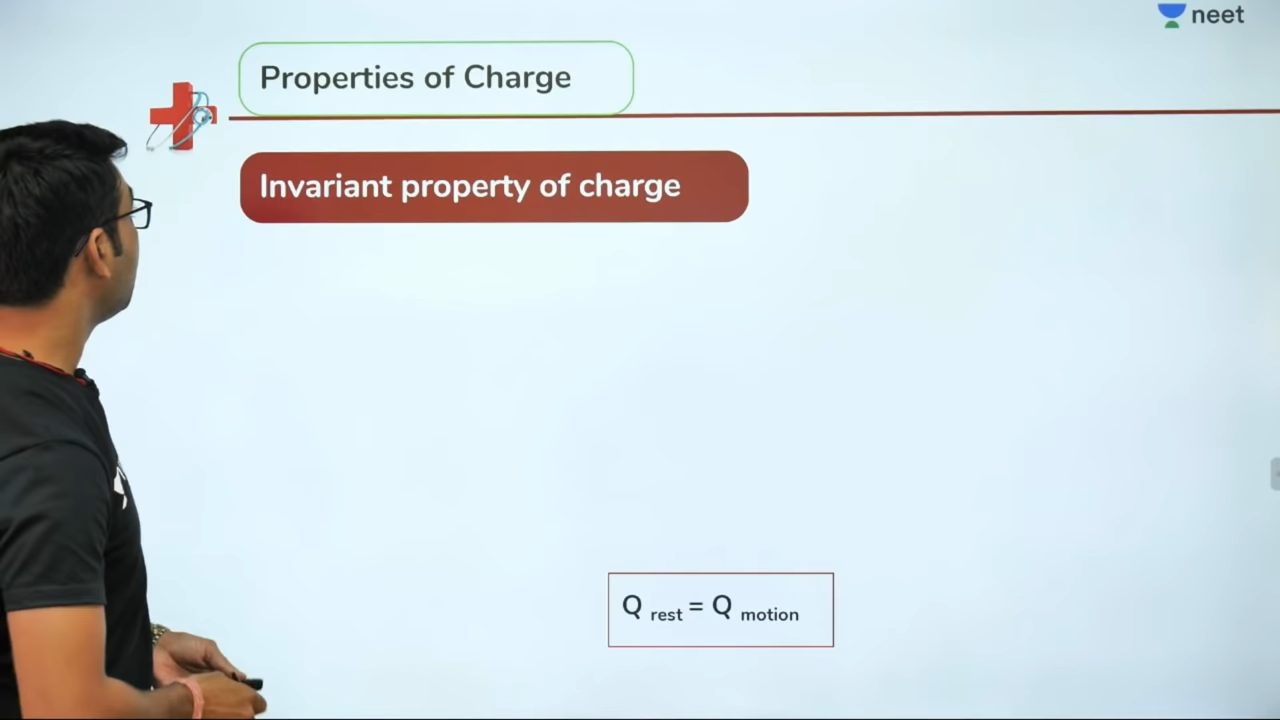 neet
Properties of Charge
Invariant property of charge
Q rest = Q motion